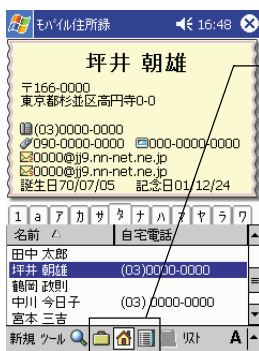 モバイル住所録 16:48
坪井 朝雄
〒166-0000
東京都杉並区高円寺0-0
(03)0000-0000
090-0000-0000 000-0000-0000
0000@jj9.nn-net.ne.jp
0000@jj9.nn-net.ne.jp
誕生日70/07/05 記念日01/12/24
1 a ア カ サ タ ナ ハ マ ヤ ラ ワ
名前 自宅電話
田中 太郎
坪井 朝雄 (03)0000-0000
鶴岡 政則
中川 今日子 (03)0000-0000
宮本 三吉
新規 ツール リスト A